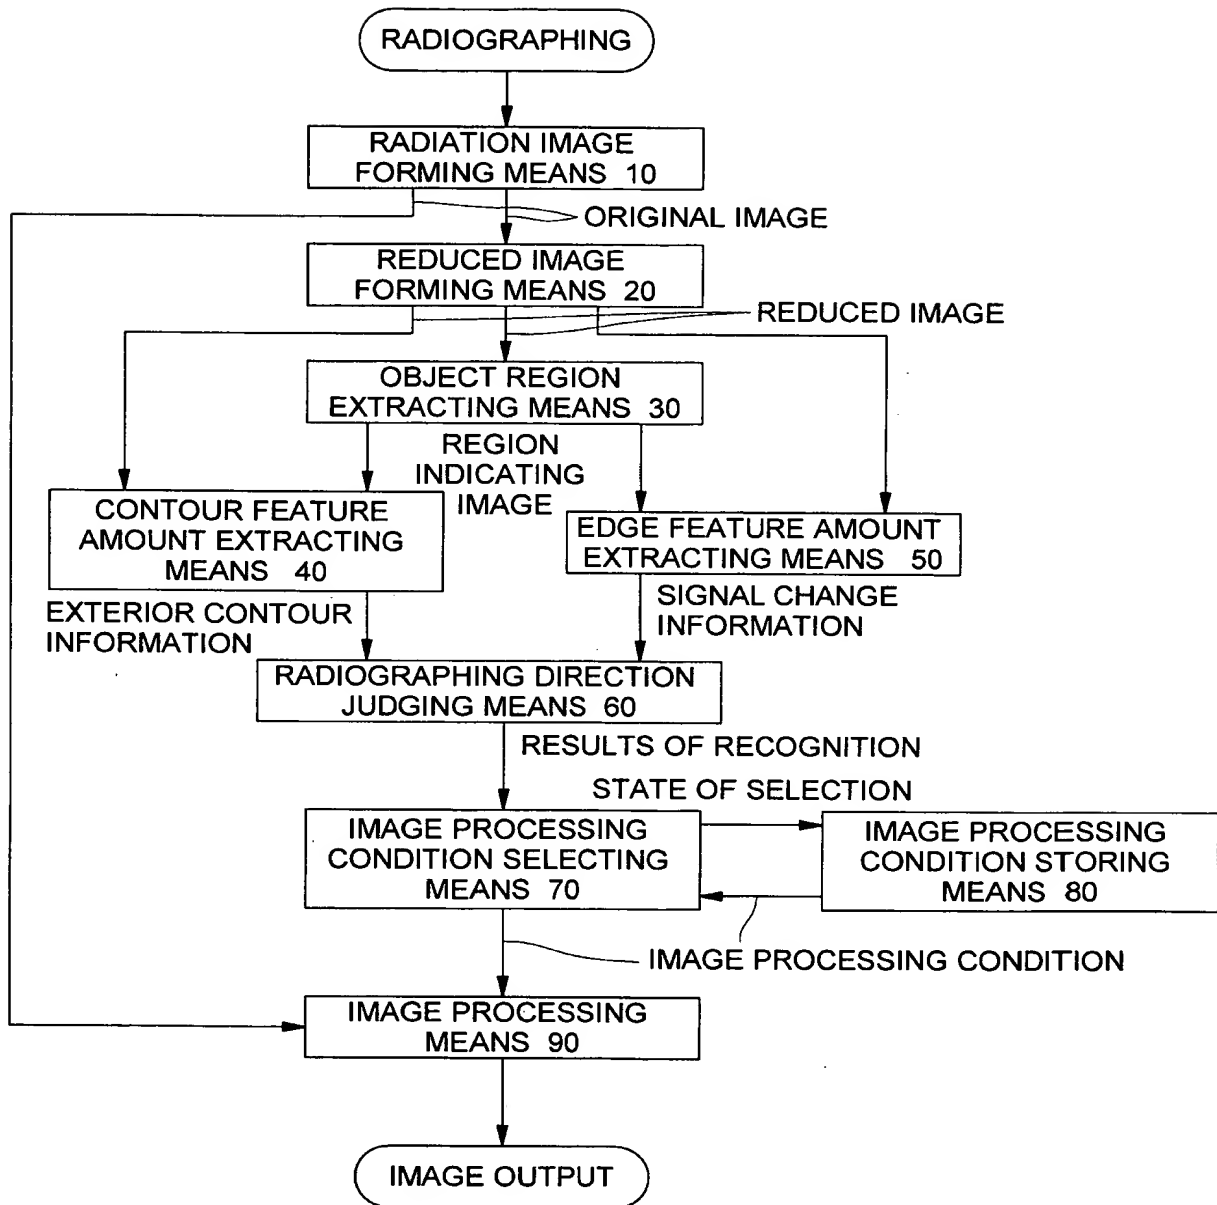 RADIOGRAPHING
RADIATION IMAGE
FORMING MEANS 10
ORIGINAL IMAGE
REDUCED IMAGE
FORMING MEANS 20
REDUCED IMAGE
OBJECT REGION
EXTRACTING MEANS 30
REGION
INDICATING
IMAGE
CONTOUR FEATURE
AMOUNT EXTRACTING
MEANS 40
EDGE FEATURE AMOUNT
EXTRACTING MEANS 50
EXTERIOR CONTOUR
INFORMATION
SIGNAL CHANGE
INFORMATION
RADIOGRAPHING DIRECTION
JUDGING MEANS 60
RESULTS OF RECOGNITION
STATE OF SELECTION
IMAGE PROCESSING
CONDITION SELECTING
MEANS 70
IMAGE PROCESSING
CONDITION STORING
MEANS 80
IMAGE PROCESSING CONDITION
IMAGE PROCESSING
MEANS 90
IMAGE OUTPUT